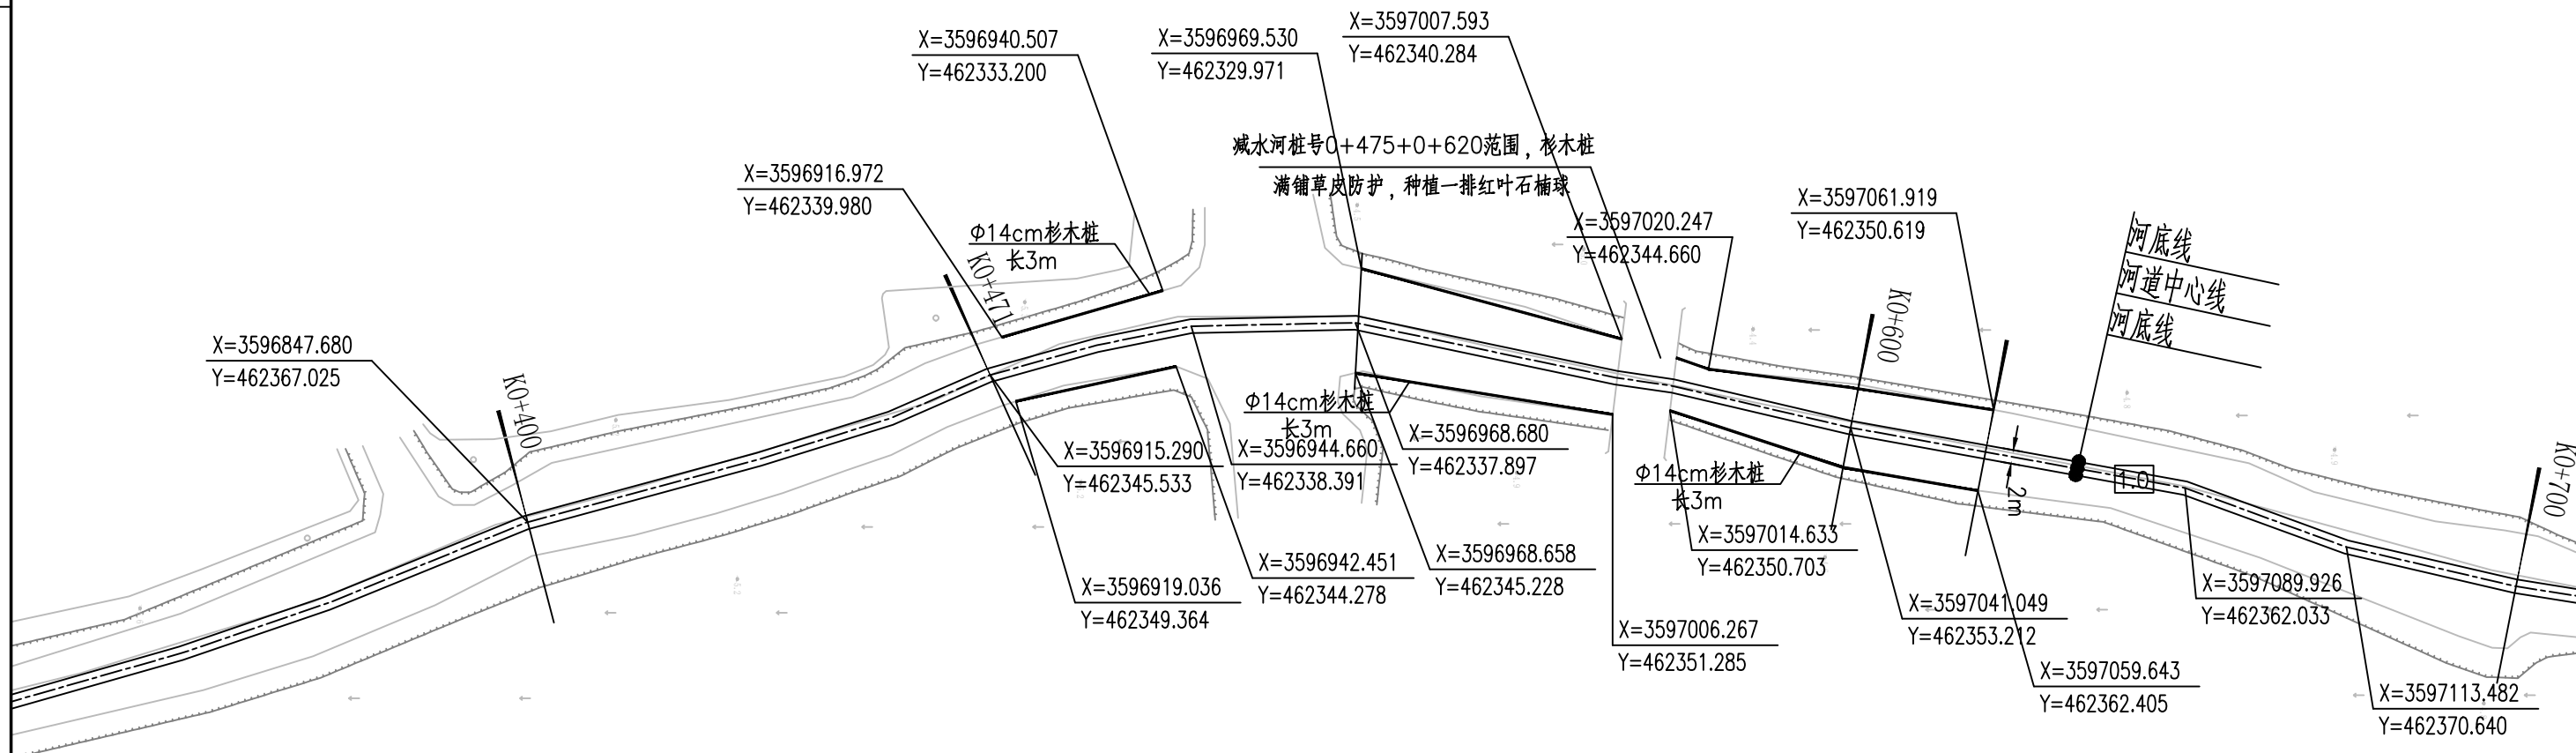 X=3597007.593
Y=462340.284
X=3596940.507
Y=462333.200
X=3596969.530
Y=462329.971
减水河桩号0+475+0+620范围，杉木桩
满铺草皮防护，种植一排红叶石楠球
X=3596916.972
Y=462339.980
X=3597061.919
Y=462350.619
X=3597020.247
Y=462344.660
Φ14cm杉木桩
长3m
K0+471
河底线
河道中心线
河底线
K0+600
X=3596847.680
Y=462367.025
K0+400
Φ14cm杉木桩
长3m
X=3596968.680
Y=462337.897
X=3596915.290
Y=462345.533
X=3596944.660
Y=462338.391
Φ14cm杉木桩
长3m
1.0
2m
K0+700
X=3597014.633
Y=462350.703
X=3596942.451
Y=462344.278
X=3596968.658
Y=462345.228
X=3596919.036
Y=462349.364
X=3597089.926
Y=462362.033
X=3597041.049
Y=462353.212
X=3597006.267
Y=462351.285
X=3597059.643
Y=462362.405
X=3597113.482
Y=462370.640